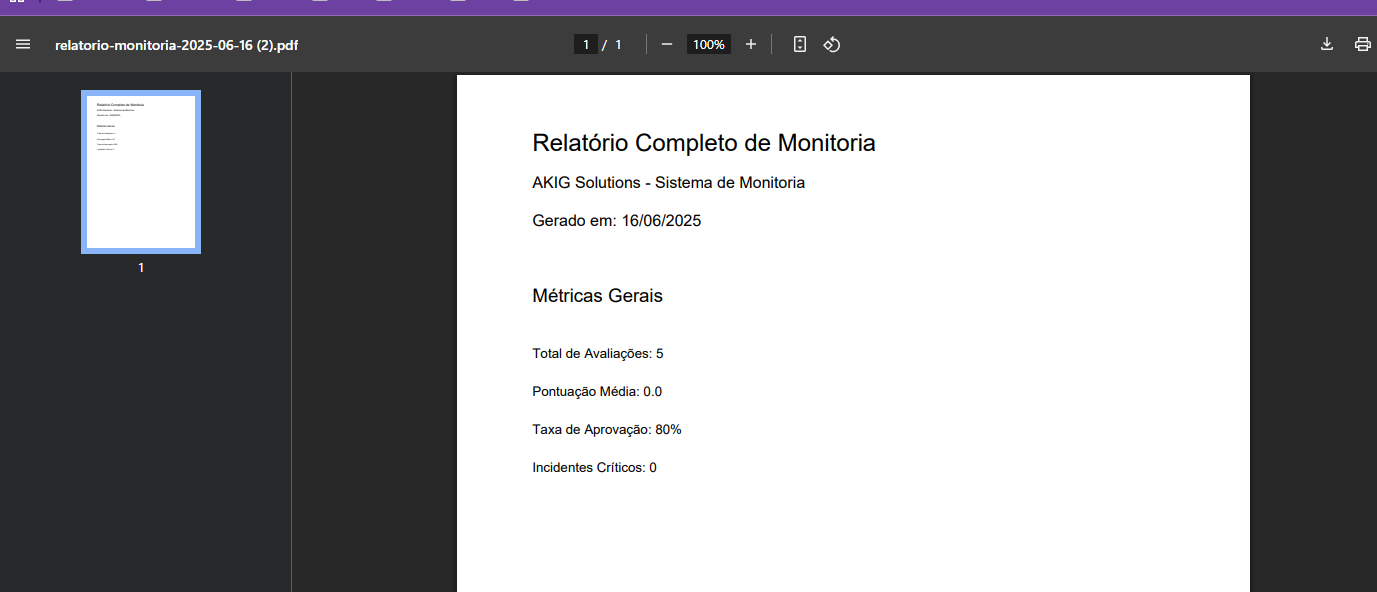 relatorio-monitoria-2025-06-16 (2).pdf
1 / 1
100%
1
Relatório Completo de Monitoria
AKIG Solutions - Sistema de Monitoria
Gerado em: 16/06/2025
Métricas Gerais
Total de Avaliações: 5
Pontuação Média: 0.0
Taxa de Aprovação: 80%
Incidentes Críticos: 0